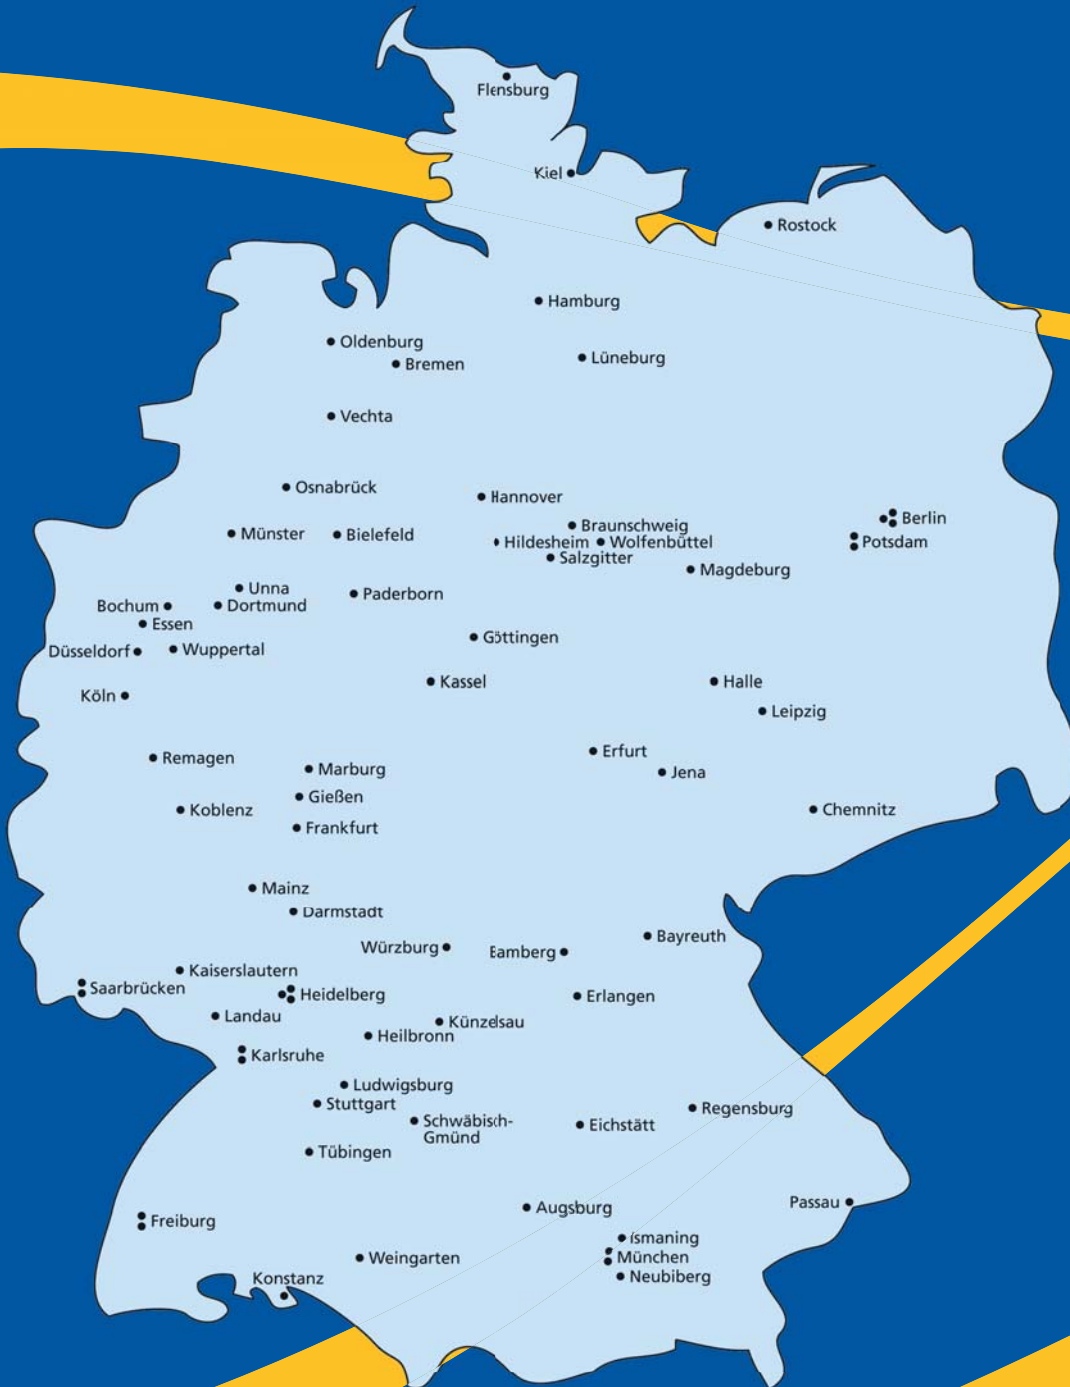 Flensburg
Kiel
Rostock
Hamburg
Oldenburg
Lüneburg
Bremen
Vechta
Osnabrück
Hannover
Berlin
Braunschweig
Münster
Bielefeld
Hildesheim
Wolfenbüttel
Potsdam
Salzgitter
Magdeburg
Unna
Paderborn
Bochum
Dortmund
Essen
Göttingen
Düsseldorf
Wuppertal
Kassel
Halle
Köln
Leipzig
Erfurt
Remagen
Marburg
Jena
Gießen
Koblenz
Chemnitz
Frankfurt
Mainz
Darmstadt
Bayreuth
Würzburg
Bamberg
Kaiserslautern
Saarbrücken
Heidelberg
Erlangen
Landau
Künzelsau
Heilbronn
Karlsruhe
Ludwigsburg
Stuttgart
Regensburg
Schwäbisch-
Gmünd
Eichstätt
Tübingen
Passau
Augsburg
Freiburg
Ismaning
München
Weingarten
Neubiberg
Konstanz